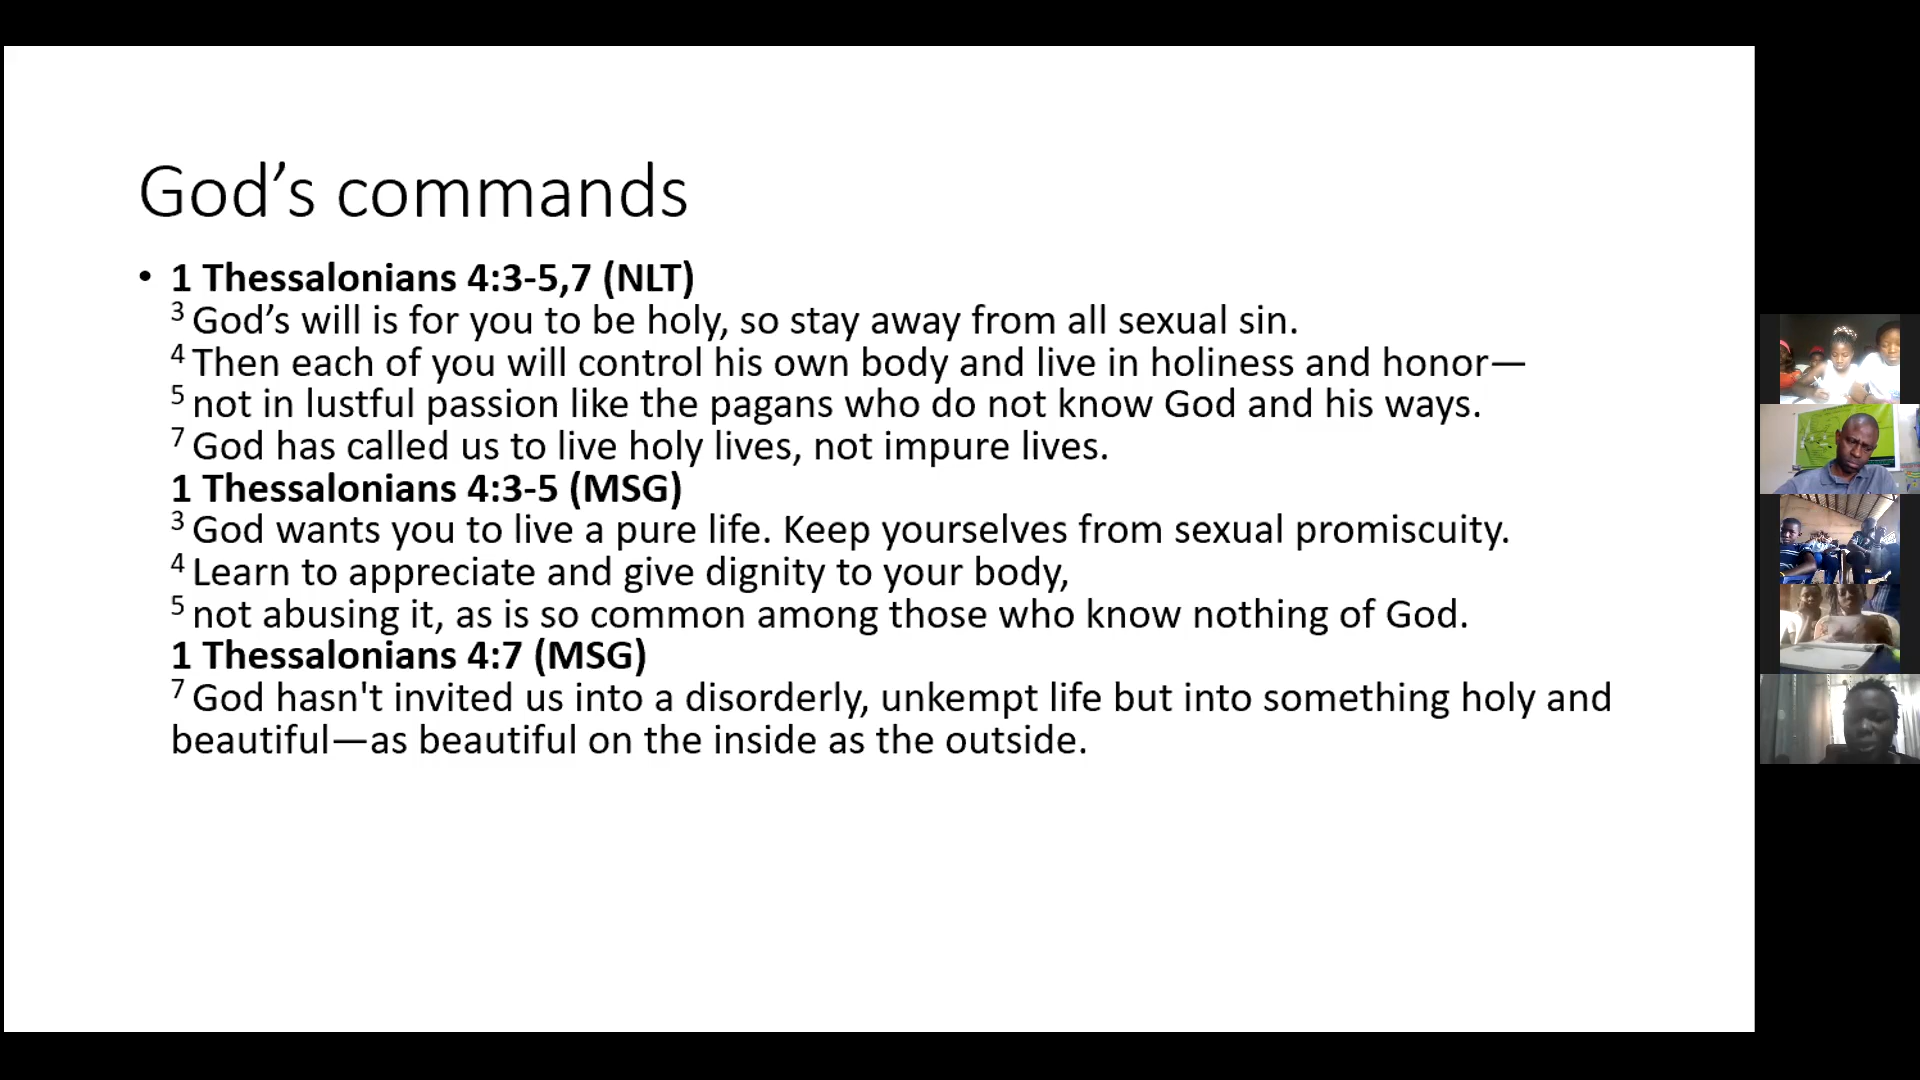 God’s commands
• 1 Thessalonians 4:3-5,7 (NLT)
3 God’s will is for you to be holy, so stay away from all sexual sin.
4 Then each of you will control his own body and live in holiness and honor—
5 not in lustful passion like the pagans who do not know God and his ways.
7 God has called us to live holy lives, not impure lives.
1 Thessalonians 4:3-5 (MSG)
3 God wants you to live a pure life. Keep yourselves from sexual promiscuity.
4 Learn to appreciate and give dignity to your body,
5 not abusing it, as is so common among those who know nothing of God.
1 Thessalonians 4:7 (MSG)
7 God hasn't invited us into a disorderly, unkempt life but into something holy and
beautiful—as beautiful on the inside as the outside.